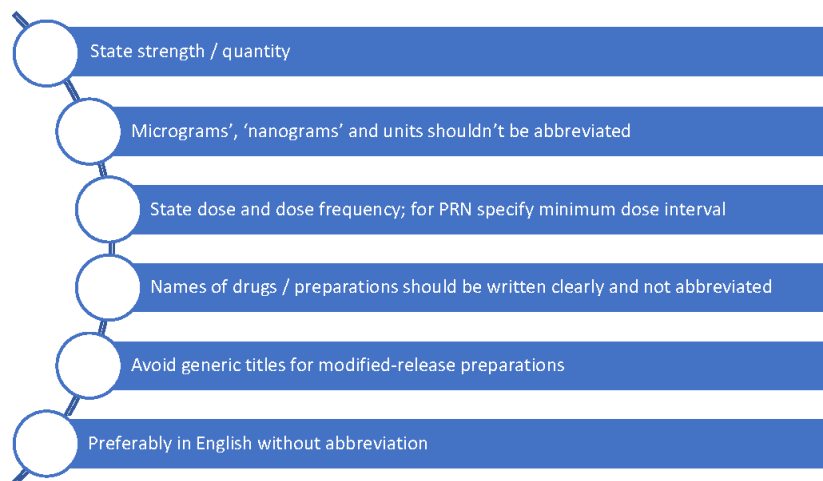 State strength / quantity
Micrograms’, ‘nanograms’ and units shouldn’t be abbreviated
State dose and dose frequency; for PRN specify minimum dose interval
Names of drugs / preparations should be written clearly and not abbreviated
Avoid generic titles for modified-release preparations
Preferably in English without abbreviation